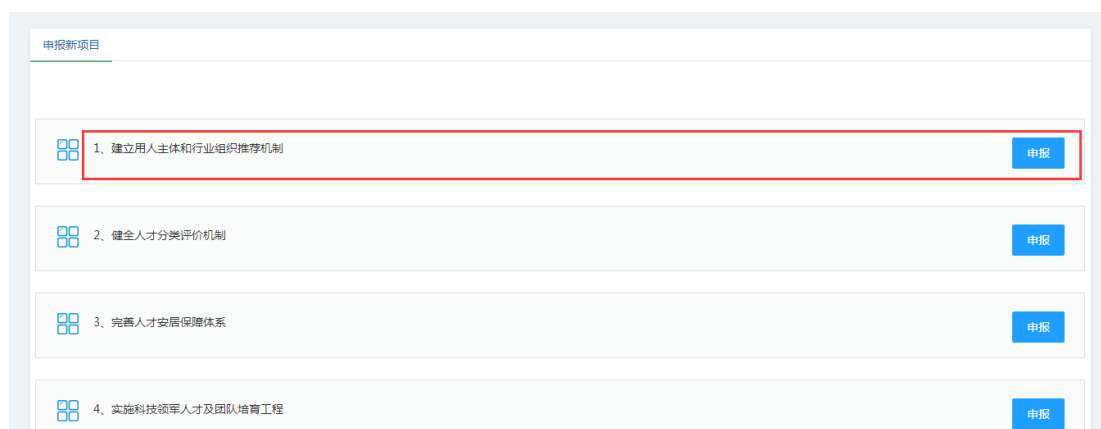 申报新项目
1、建立用人主体和行业组织推荐机制
申报
2、健全人才分类评价机制
申报
3、完善人才安居保障体系
申报
4、实施科技领军人才及团队培育工程
申报